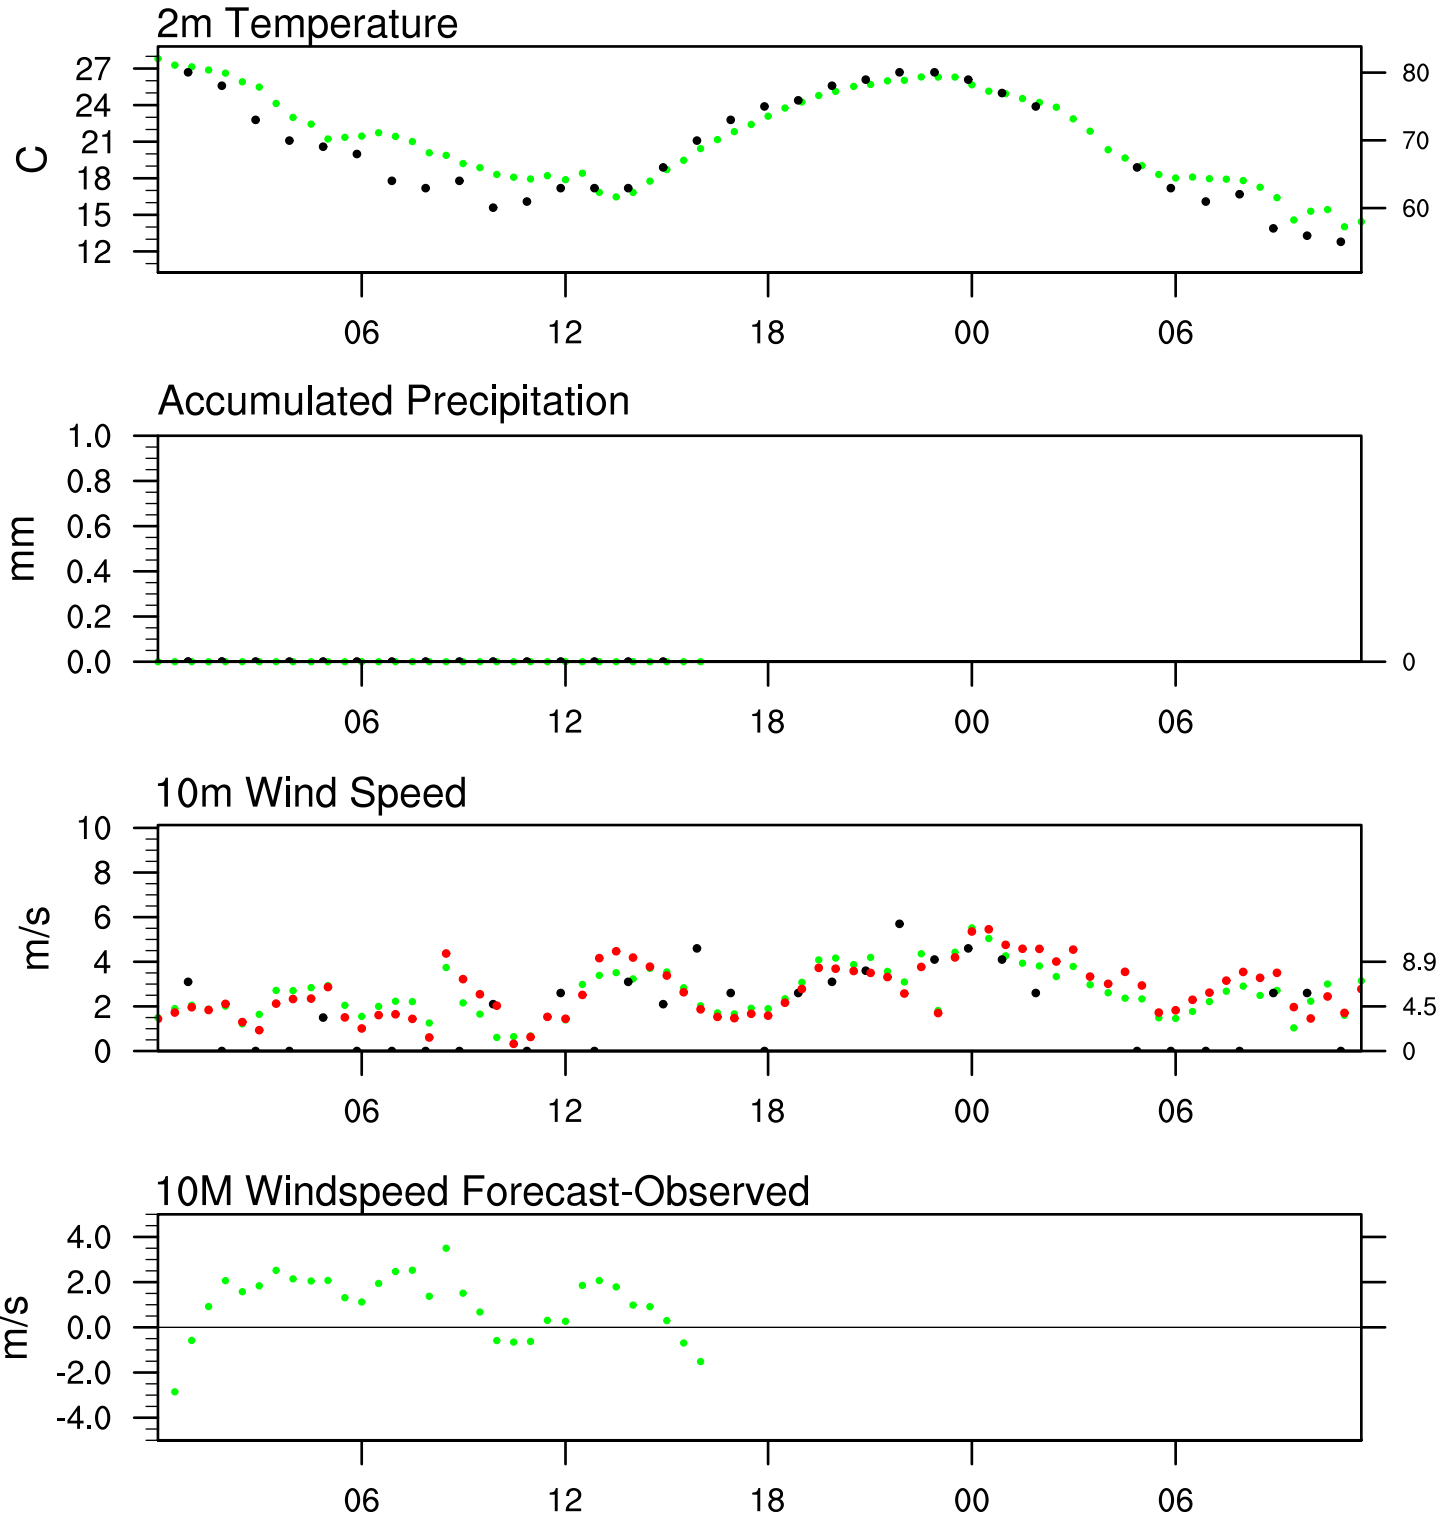 2m Temperature
27
24
21
18
15
12
C
80
70
60
06 12 18 00 06
Accumulated Precipitation
1.0
0.8
0.6
0.4
0.2
0.0
mm
0
06 12 18 00 06
10m Wind Speed
10
8
6
4
2
0
m/s
8.9
4.5
0
06 12 18 00 06
10M Windspeed Forecast-Observed
4.0
2.0
0.0
-2.0
-4.0
m/s
06 12 18 00 06